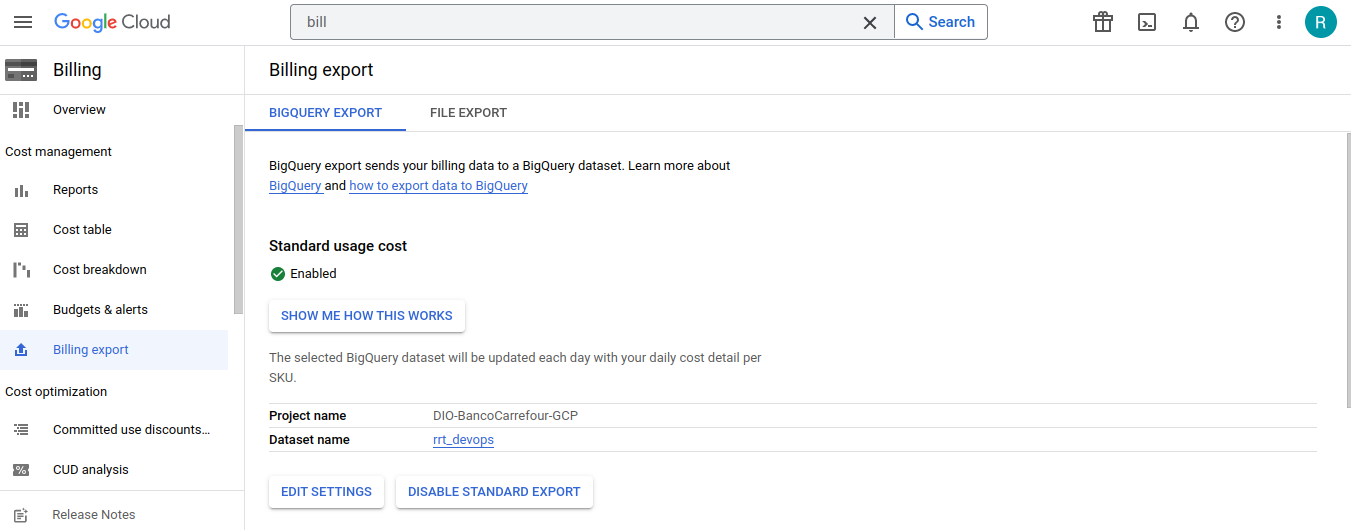 Google Cloud
bill
Search
R
Billing
Billing export
Overview
Cost management
Reports
Cost table
Cost breakdown
Budgets & alerts
Billing export
Cost optimization
Committed use discounts…
CUD analysis
Release Notes
BIGQUERY EXPORT
FILE EXPORT
BigQuery export sends your billing data to a BigQuery dataset. Learn more about
BigQuery and how to export data to BigQuery
Standard usage cost
Enabled
SHOW ME HOW THIS WORKS
The selected BigQuery dataset will be updated each day with your daily cost detail per
SKU.
Project name DIO-BancoCarrefour-GCP
Dataset name rrt_devops
EDIT SETTINGS
DISABLE STANDARD EXPORT